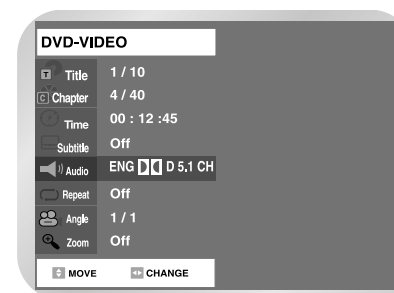 DVD-VIDEO
T Title 1 / 10
C Chapter 4 / 40
Time 00 : 12 :45
Subtitle Off
Audio ENG D 5.1 CH
Repeat Off
Angle 1 / 1
Zoom Off
MOVE CHANGE